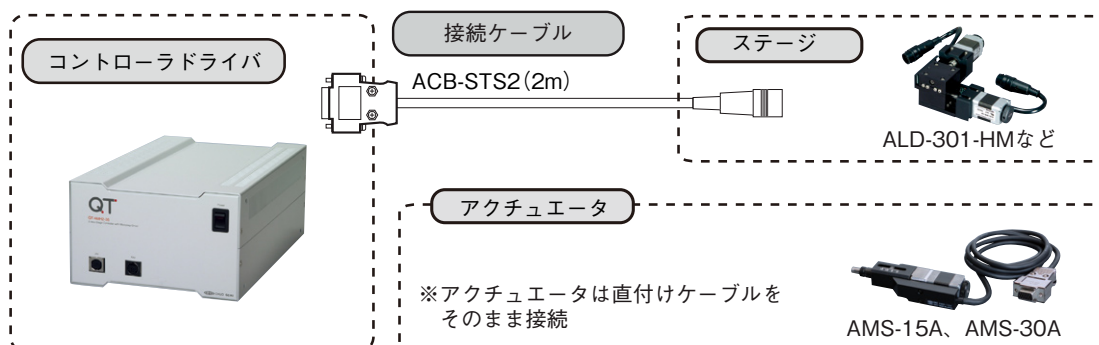 コントローラドライバ
接続ケーブル
ステージ
ACB-STS2(2m)
ALD-301-HMなど
QT
アクチュエータ
※アクチュエータは直付けケーブルを
そのまま接続
AMS-15A、AMS-30A